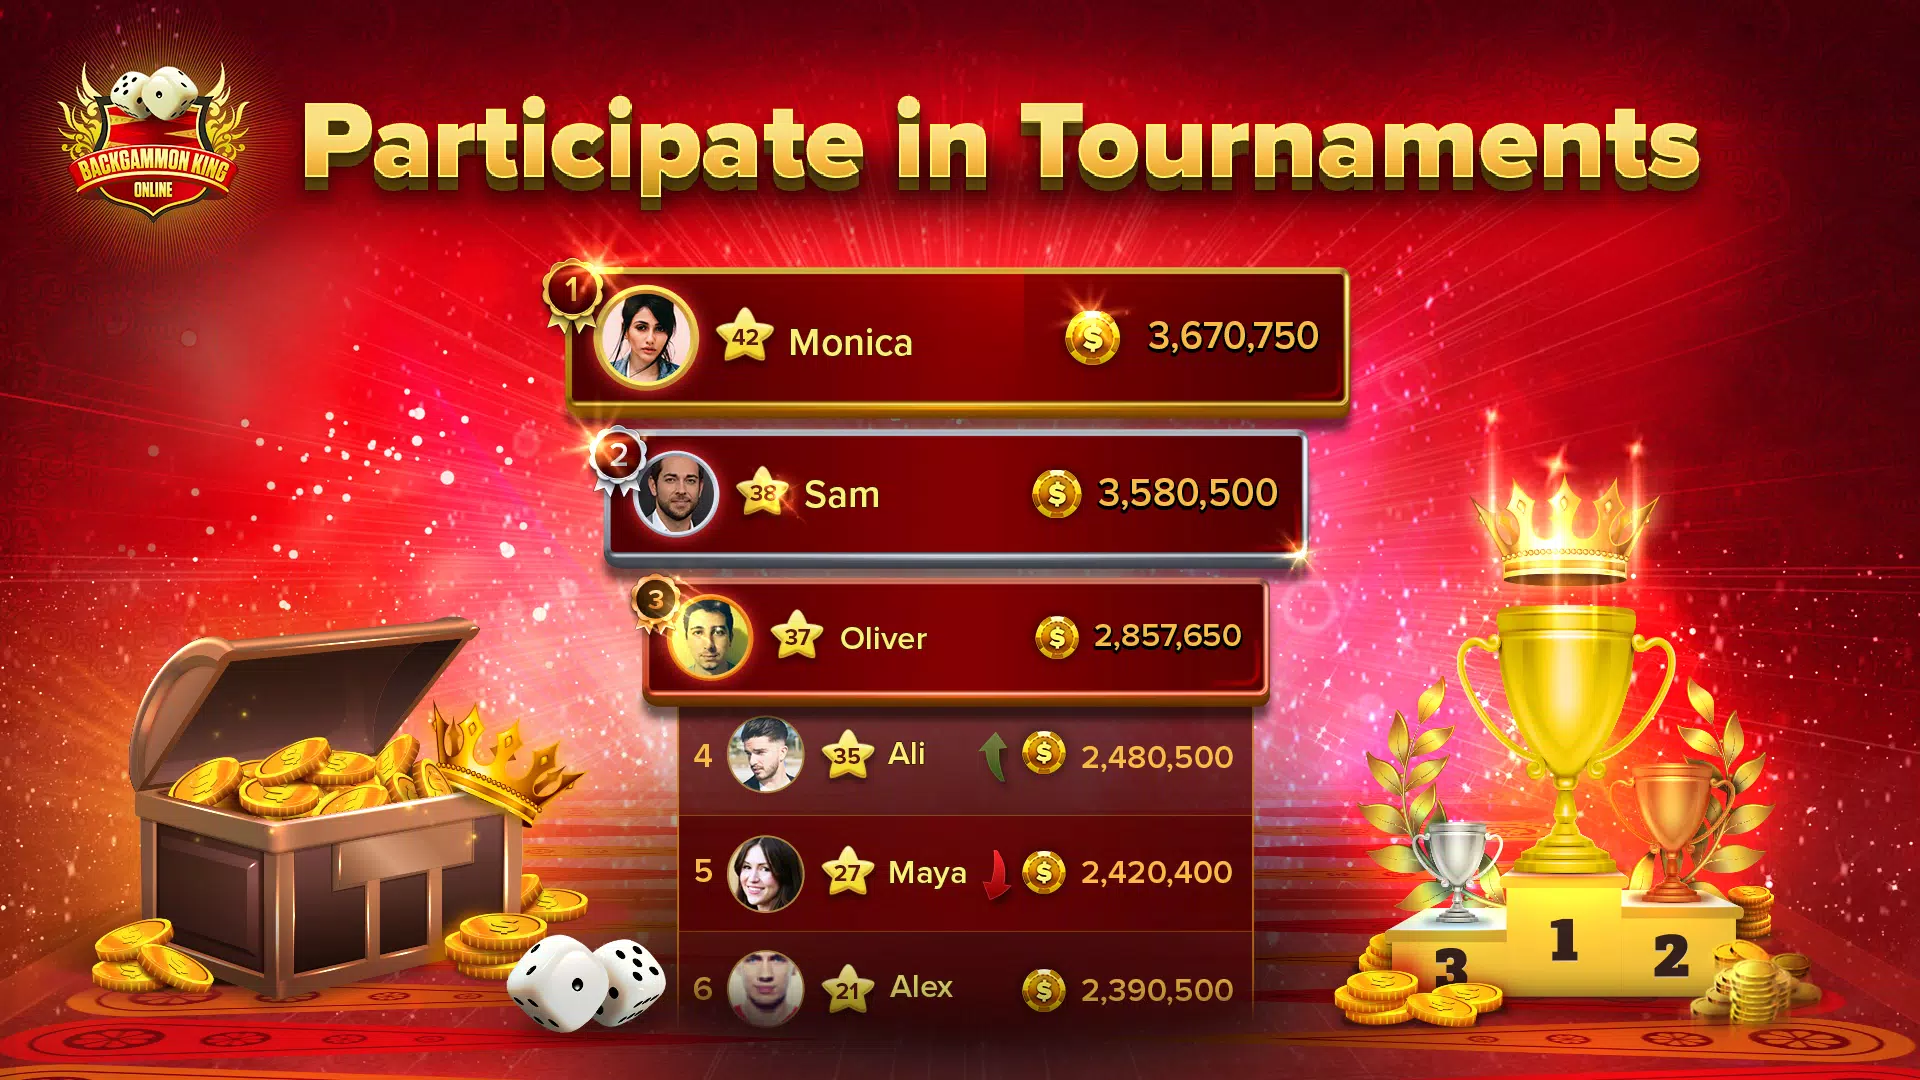 BACKGAMMON KING
ONLINE
Participate in Tournaments
1 42 Monica $ 3,670,750
2 38 Sam $ 3,580,500
3 37 Oliver $ 2,857,650
4 35 Ali $ 2,480,500
5 27 Maya $ 2,420,400
6 21 Alex $ 2,390,500
3 1 2